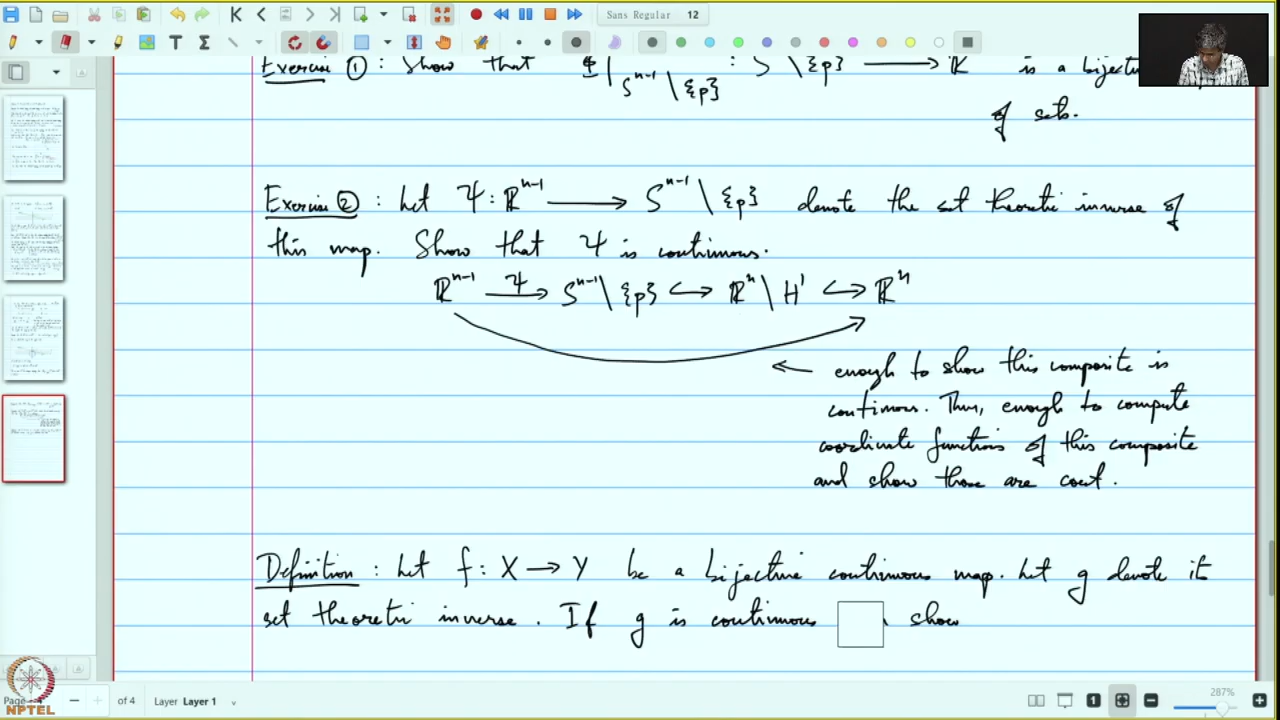 Sans Regular 12
Exercise ① : Show that Φ|_{S^{n-1} \ {p}} : S \ {p} ⟶ R is a
of sets.
Exercise ② : Let Ψ : ℝ^{n-1} ⟶ S^{n-1} \ {p} denote the set theoretic inverse of
this map. Show that Ψ is continuous.
ℝ^{n-1} Ψ⟶ S^{n-1} \ {p} ↪ ℝ^n \ H' ↪ ℝ^n
← enough to show this composite is
continuous. Thus, enough to compute
coordinate functions of this composite
and show those are cont.
Definition : Let f : X → Y be a bijective continuous map. Let g denote its
set theoretic inverse. If g is continuous show
NPTEL
Page
4
of 4
Layer Layer 1
287%